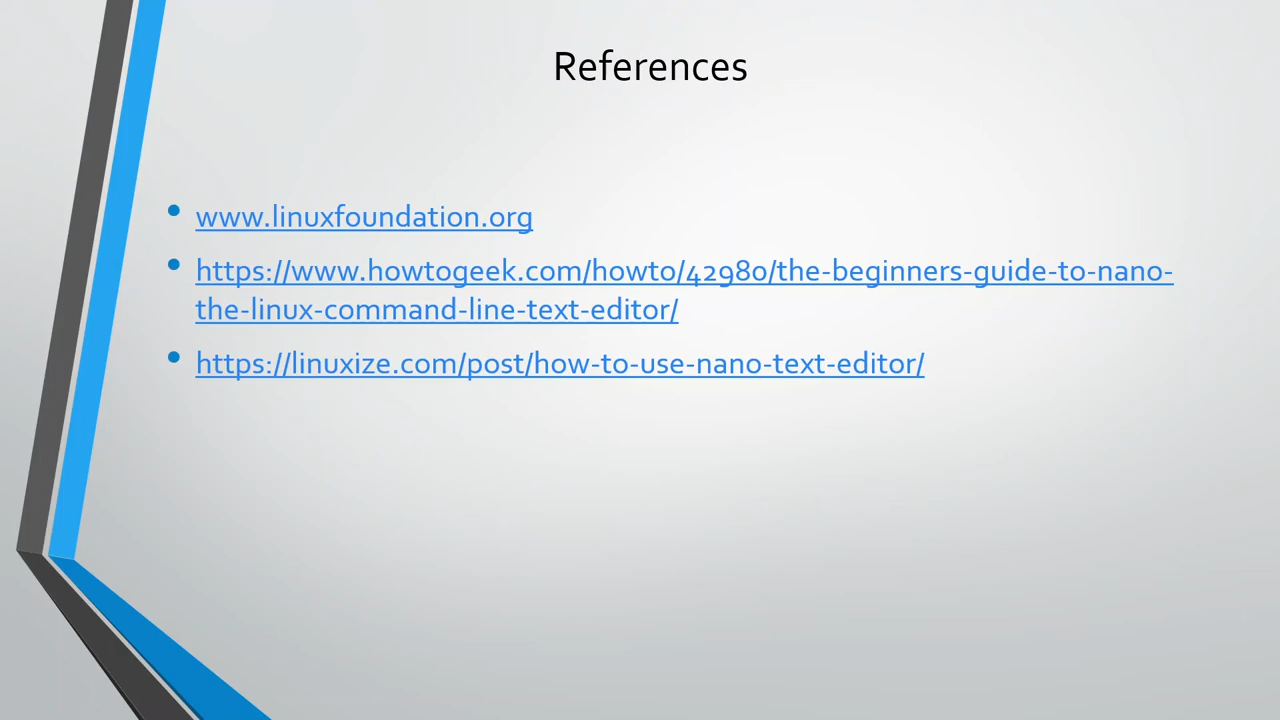 References
• www.linuxfoundation.org
• https://www.howtogeek.com/howto/42980/the-beginners-guide-to-nano-
the-linux-command-line-text-editor/
• https://linuxize.com/post/how-to-use-nano-text-editor/